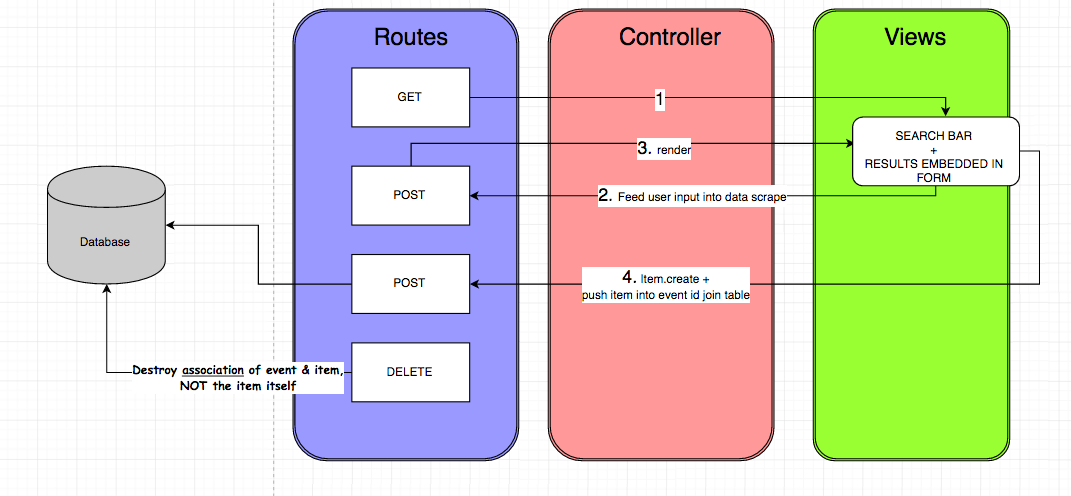 Routes
Controller
Views
GET
1
SEARCH BAR
+
RESULTS EMBEDDED IN
FORM
3. render
POST
2. Feed user input into data scrape
Database
POST
4. Item.create +
push item into event id join table
Destroy association of event & item,
NOT the item itself
DELETE